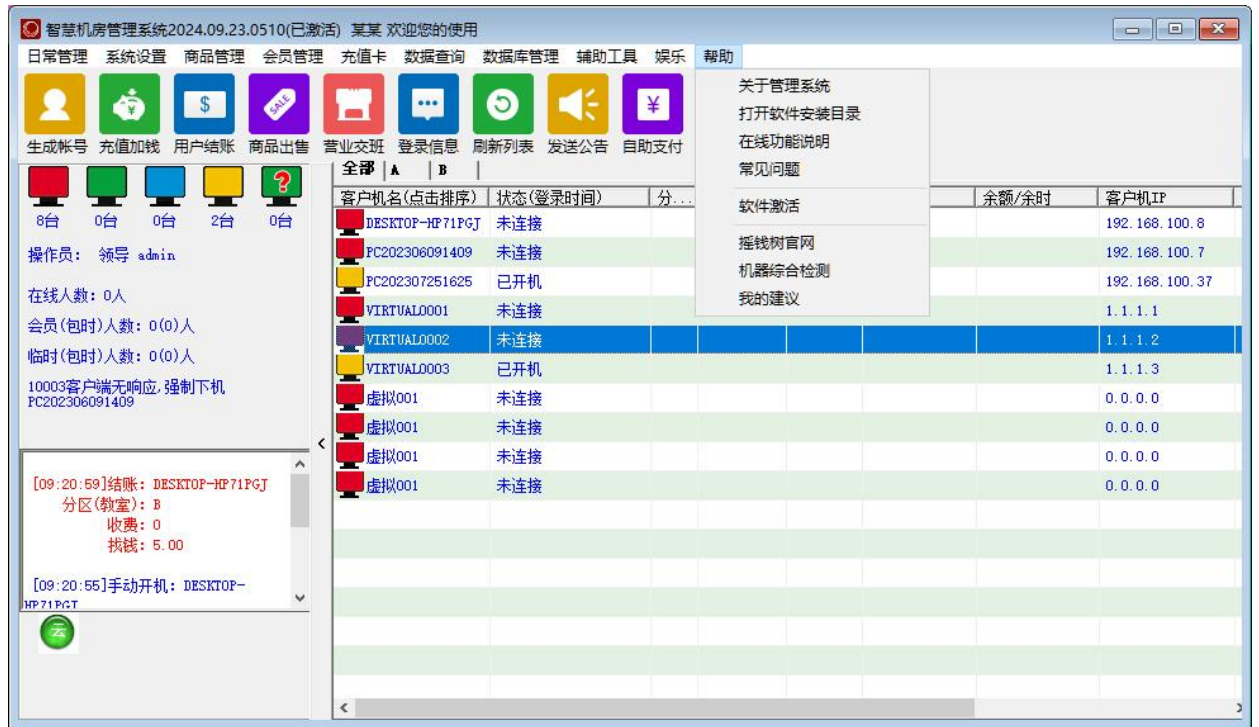 智慧机房管理系统2024.09.23.0510(已激活) 某某 欢迎您的使用
日常管理 系统设置 商品管理 会员管理 充值卡 数据查询 数据库管理 辅助工具 娱乐 帮助
$ SALE ¥
生成帐号 充值加钱 用户结账 商品出售 营业交班 登录信息 刷新列表 发送公告 自助支付
关于管理系统
打开软件安装目录
在线功能说明
常见问题
软件激活
摇钱树官网
机器综合检测
我的建议
?
8台 0台 0台 2台 0台
操作员: 领导 admin
在线人数: 0人
会员(包时)人数: 0(0)人
临时(包时)人数: 0(0)人
10003客户端无响应,强制下机
PC202306091409
[09:20:59]结账: DESKTOP-HP71PGJ
分区(教室): B
收费: 0
找钱: 5.00
[09:20:55]手动开机: DESKTOP-
HP71PGJ
云
全部 A B
客户机名(点击排序) 状态(登录时间) 分... 余额/余时 客户机IP
DESKTOP-HP71PGJ 未连接 192.168.100.8
PC202306091409 未连接 192.168.100.7
PC202307251625 已开机 192.168.100.37
VIRTUAL0001 未连接 1.1.1.1
VIRTUAL0002 未连接 1.1.1.2
VIRTUAL0003 已开机 1.1.1.3
虚拟001 未连接 0.0.0.0
虚拟001 未连接 0.0.0.0
虚拟001 未连接 0.0.0.0
虚拟001 未连接 0.0.0.0